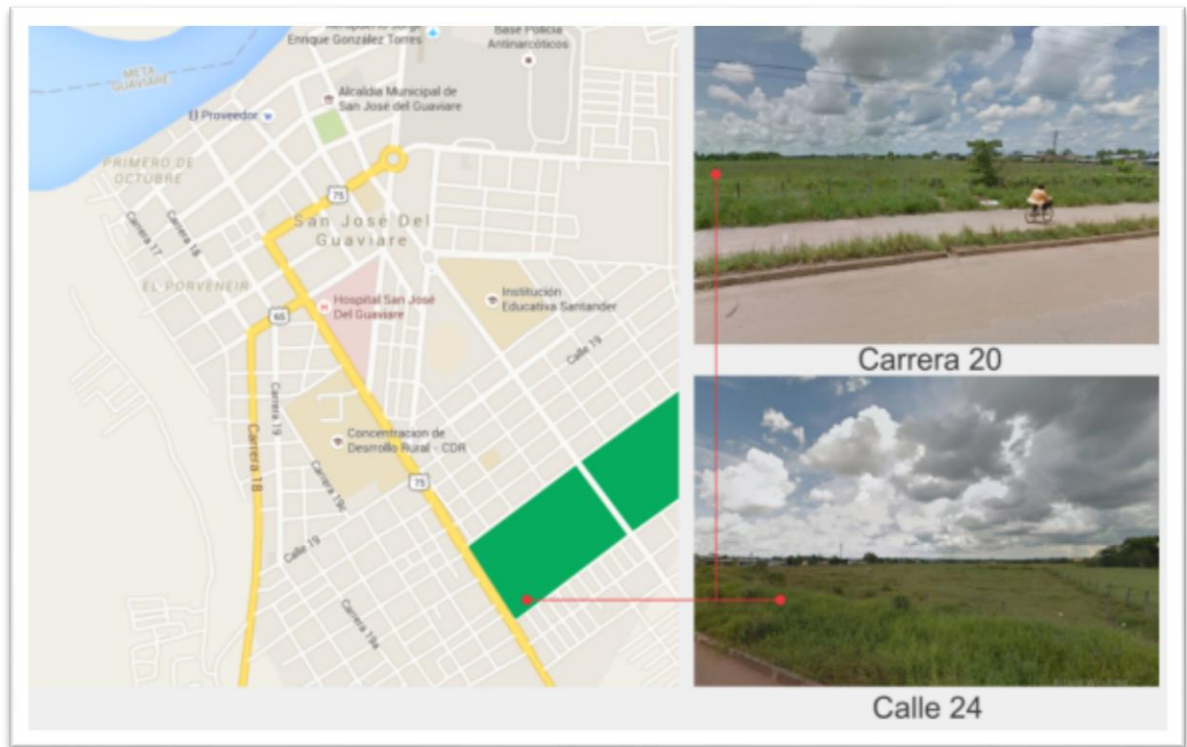 Enrique González Torres
Base Policía
Antinarcóticos
META
GUAVIARE
Alcaldia Municipal de
San José del Guaviare
El Proveedor
PRIMERO DE
OCTUBRE
75
San José Del
Guaviare
Carrera 17
Carrera 18
EL PORVENEIR
65
Hospital San José
Del Guaviare
H
Institución
Educativa Santander
Calle 19
Carrera 19
Carrera 18
Concentracion de
Desrrollo Rural - CDR
Carrera 19c
75
Calle 19
Carrera 19a
Carrera 20
Calle 24